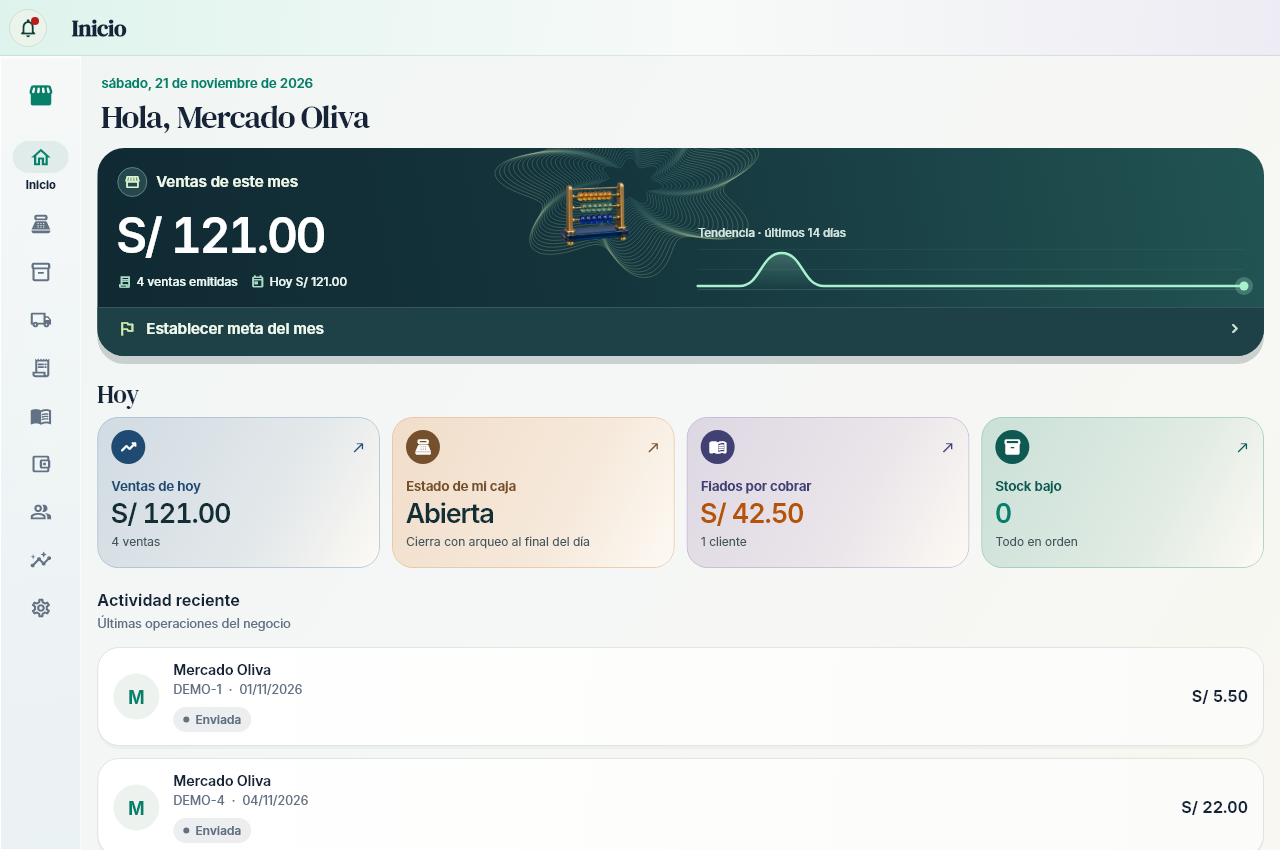 Inicio
sábado, 21 de noviembre de 2026
Hola, Mercado Oliva
Inicio
Ventas de este mes
S/ 121.00
4 ventas emitidas
Hoy S/ 121.00
Tendencia · últimos 14 días
Establecer meta del mes
Hoy
Ventas de hoy
S/ 121.00
4 ventas
Estado de mi caja
Abierta
Cierra con arqueo al final del día
Fiados por cobrar
S/ 42.50
1 cliente
Stock bajo
0
Todo en orden
Actividad reciente
Últimas operaciones del negocio
M
Mercado Oliva
DEMO-1 · 01/11/2026
Enviada
S/ 5.50
M
Mercado Oliva
DEMO-4 · 04/11/2026
Enviada
S/ 22.00